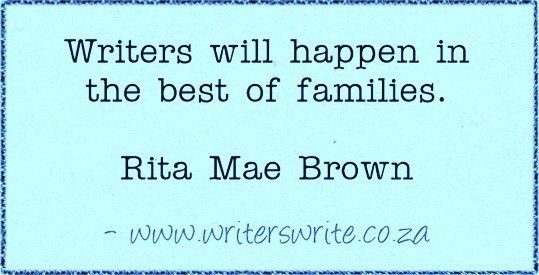 Writers will happen in
the best of families.
Rita Mae Brown
- www.writerswrite.co.za